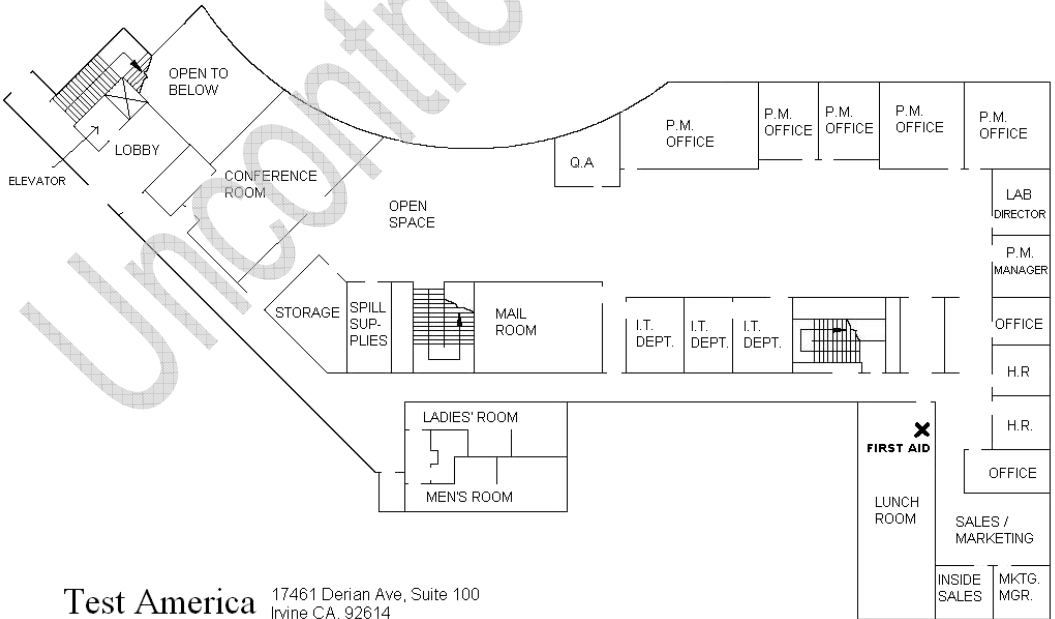 Uncontro
OPEN TO
BELOW
LOBBY
ELEVATOR
CONFERENCE
ROOM
OPEN
SPACE
Q.A
P.M.
OFFICE
P.M.
OFFICE
P.M.
OFFICE
P.M.
OFFICE
P.M.
OFFICE
LAB
DIRECTOR
P.M.
MANAGER
STORAGE
SPILL
SUP-
PLIES
MAIL
ROOM
I.T.
DEPT.
I.T.
DEPT.
I.T.
DEPT.
OFFICE
H.R
H.R.
OFFICE
LADIES' ROOM
MEN'S ROOM
FIRST AID
LUNCH
ROOM
SALES /
MARKETING
INSIDE
SALES
MKTG.
MGR.
Test America
17461 Derian Ave, Suite 100
Irvine CA. 92614